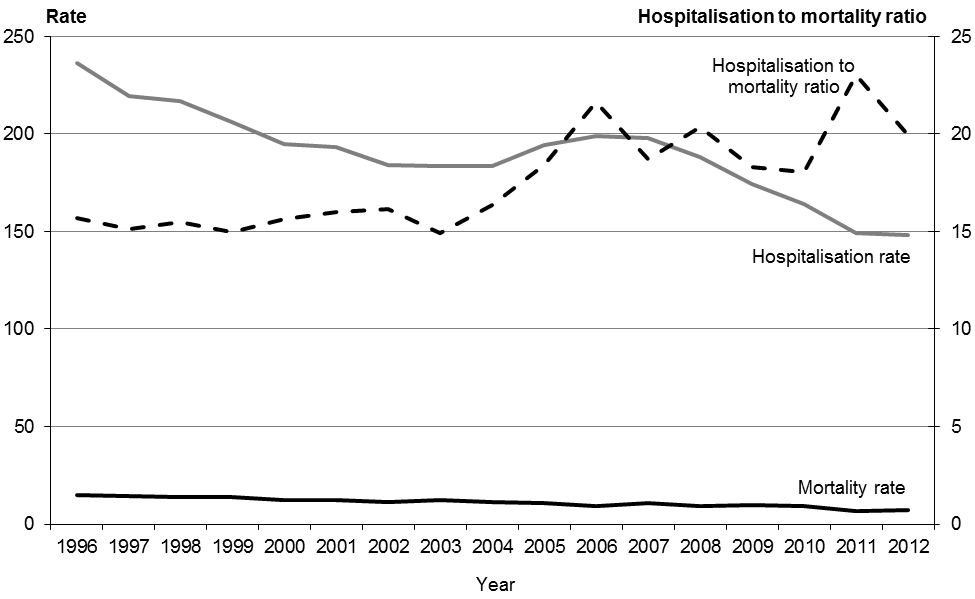 Rate Hospitalisation to mortality ratio
250 25
Hospitalisation to
mortality ratio
200 20
150 15
Hospitalisation rate
100 10
50 5
Mortality rate
0 0
1996 1997 1998 1999 2000 2001 2002 2003 2004 2005 2006 2007 2008 2009 2010 2011 2012
Year